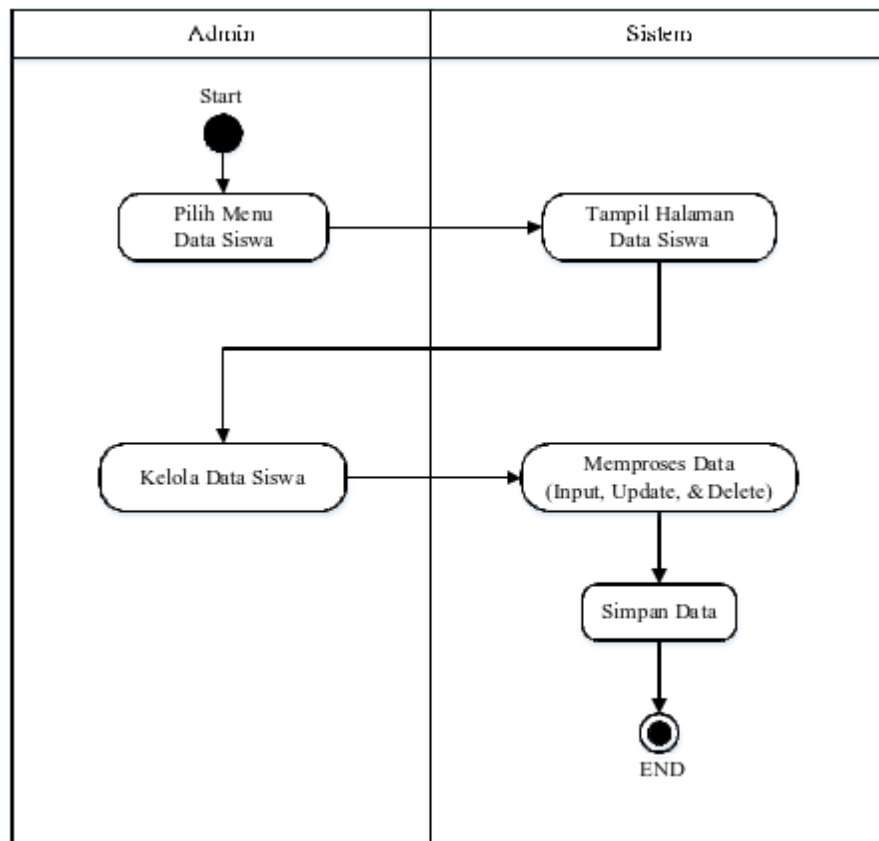 Admin
Sistem
Start
Pilih Menu
Data Siswa
Tampil Halaman
Data Siswa
Kelola Data Siswa
Memproses Data
(Input, Update, & Delete)
Simpan Data
END